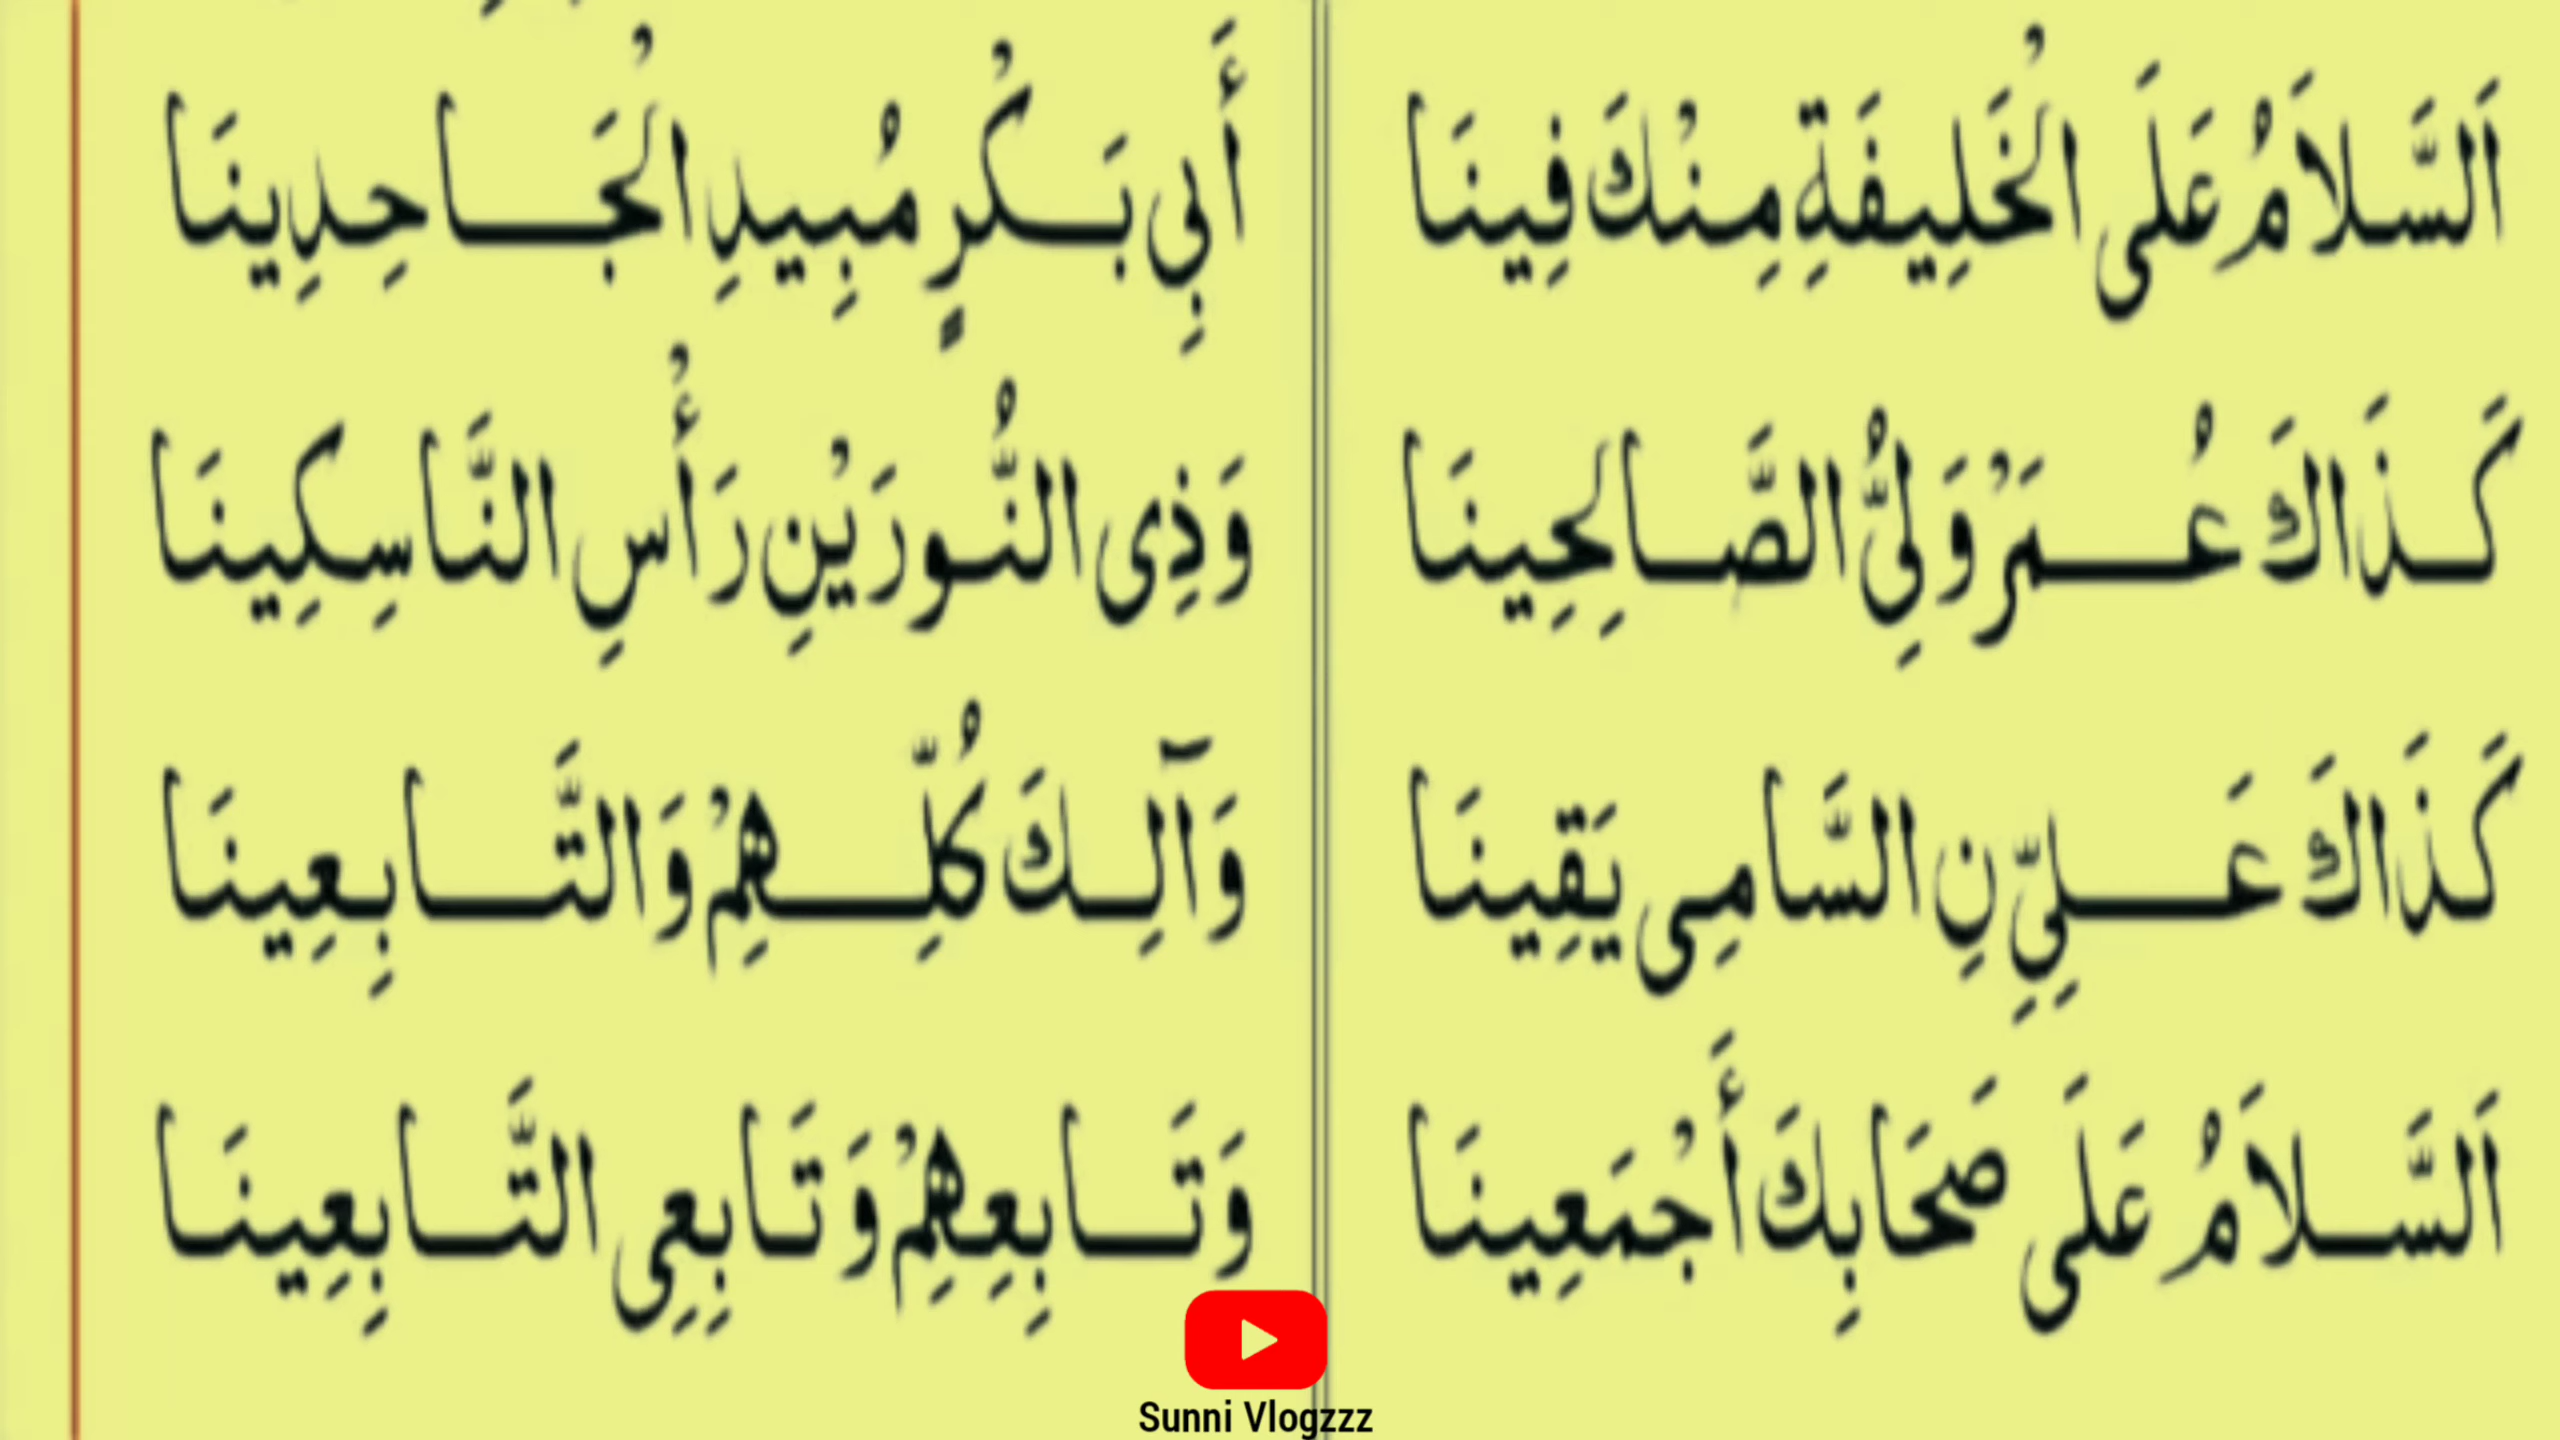 اَلسَّلَامُ عَلَى الْخَلِيفَةِ مِنْكَ فِينَا أَبِي بَكْرٍ مُبِيدِ الْجَاحِدِينَا
كَذَاكَ عُمَرْ وَلِيُّ الصَّالِحِينَا وَذِى النُّورَيْنِ رَأْسِ النَّاسِكِينَا
كَذَاكَ عَلِيِّ نِ السَّامِى يَقِينَا وَآلِكَ كُلِّهِمْ وَالتَّابِعِينَا
اَلسَّلَامُ عَلَى صَحَابِكَ أَجْمَعِينَا وَتَابِعِهِمْ وَتَابِعِى التَّابِعِينَا
Sunni Vlogzzz